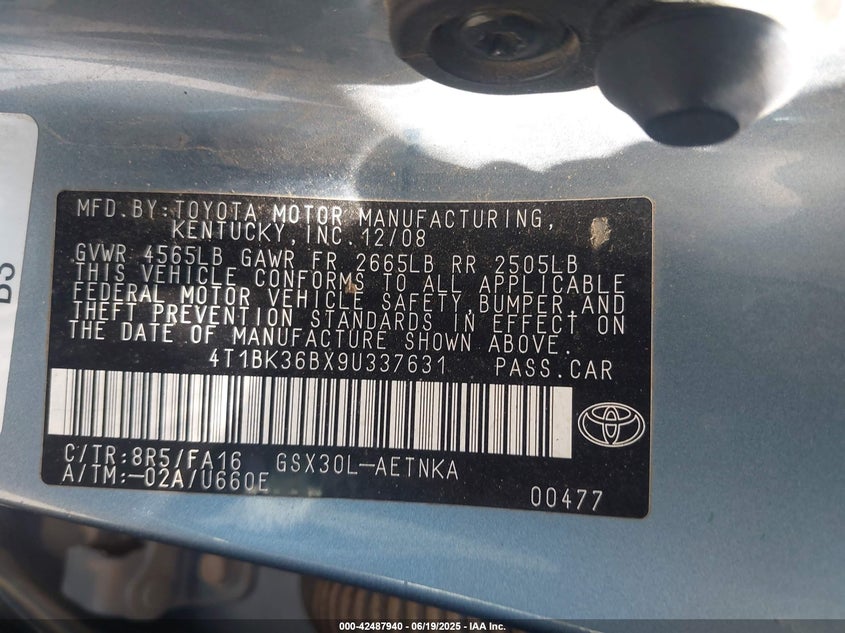 B3
MFD.BY:TOYOTA MOTOR MANUFACTURING,
KENTUCKY,INC.12/08
GVWR 4565LB GAWR FR 2665LB RR 2505LB
THIS VEHICLE CONFORMS TO ALL APPLICABLE
FEDERAL MOTOR VEHICLE SAFETY,BUMPER,AND
THEFT PREVENTION STANDARDS IN EFFECT ON
THE DATE OF MANUFACTURE SHOWN ABOVE.
4T1BK36BX9U337631 PASS.CAR
C/TR:8R5/FA16 GSX30L-AETNKA
A/TM:-02A/U660E
00477
000-42487940 - 06/19/2025 - IAA Inc.